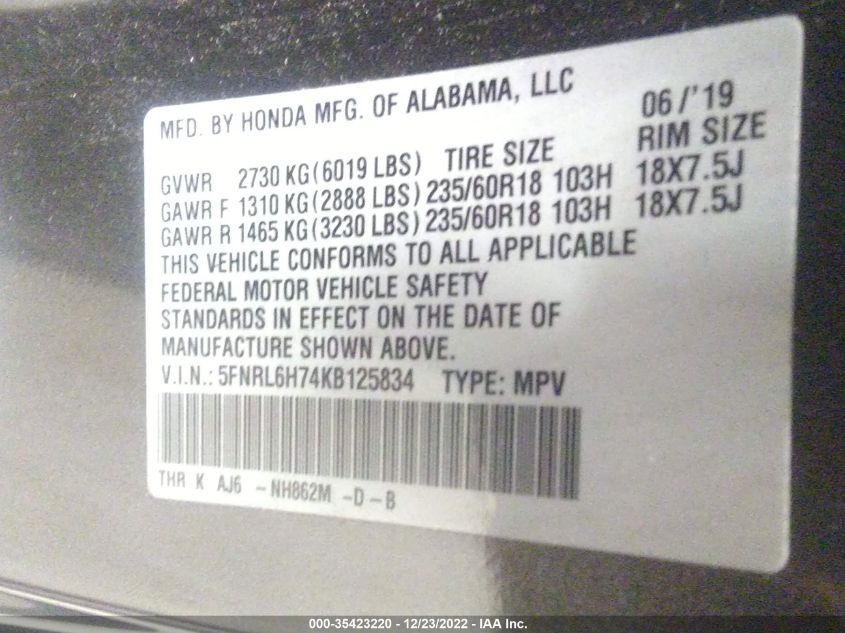 MFD. BY HONDA MFG. OF ALABAMA, LLC 06/'19
GVWR 2730 KG (6019 LBS) TIRE SIZE RIM SIZE
GAWR F 1310 KG (2888 LBS) 235/60R18 103H 18X7.5J
GAWR R 1465 KG (3230 LBS) 235/60R18 103H 18X7.5J
THIS VEHICLE CONFORMS TO ALL APPLICABLE
FEDERAL MOTOR VEHICLE SAFETY
STANDARDS IN EFFECT ON THE DATE OF
MANUFACTURE SHOWN ABOVE.
V.I.N.: 5FNRL6H74KB125834 TYPE: MPV
THR K AJ6 -NH862M -D-B
000-35423220 - 12/23/2022 - IAA Inc.